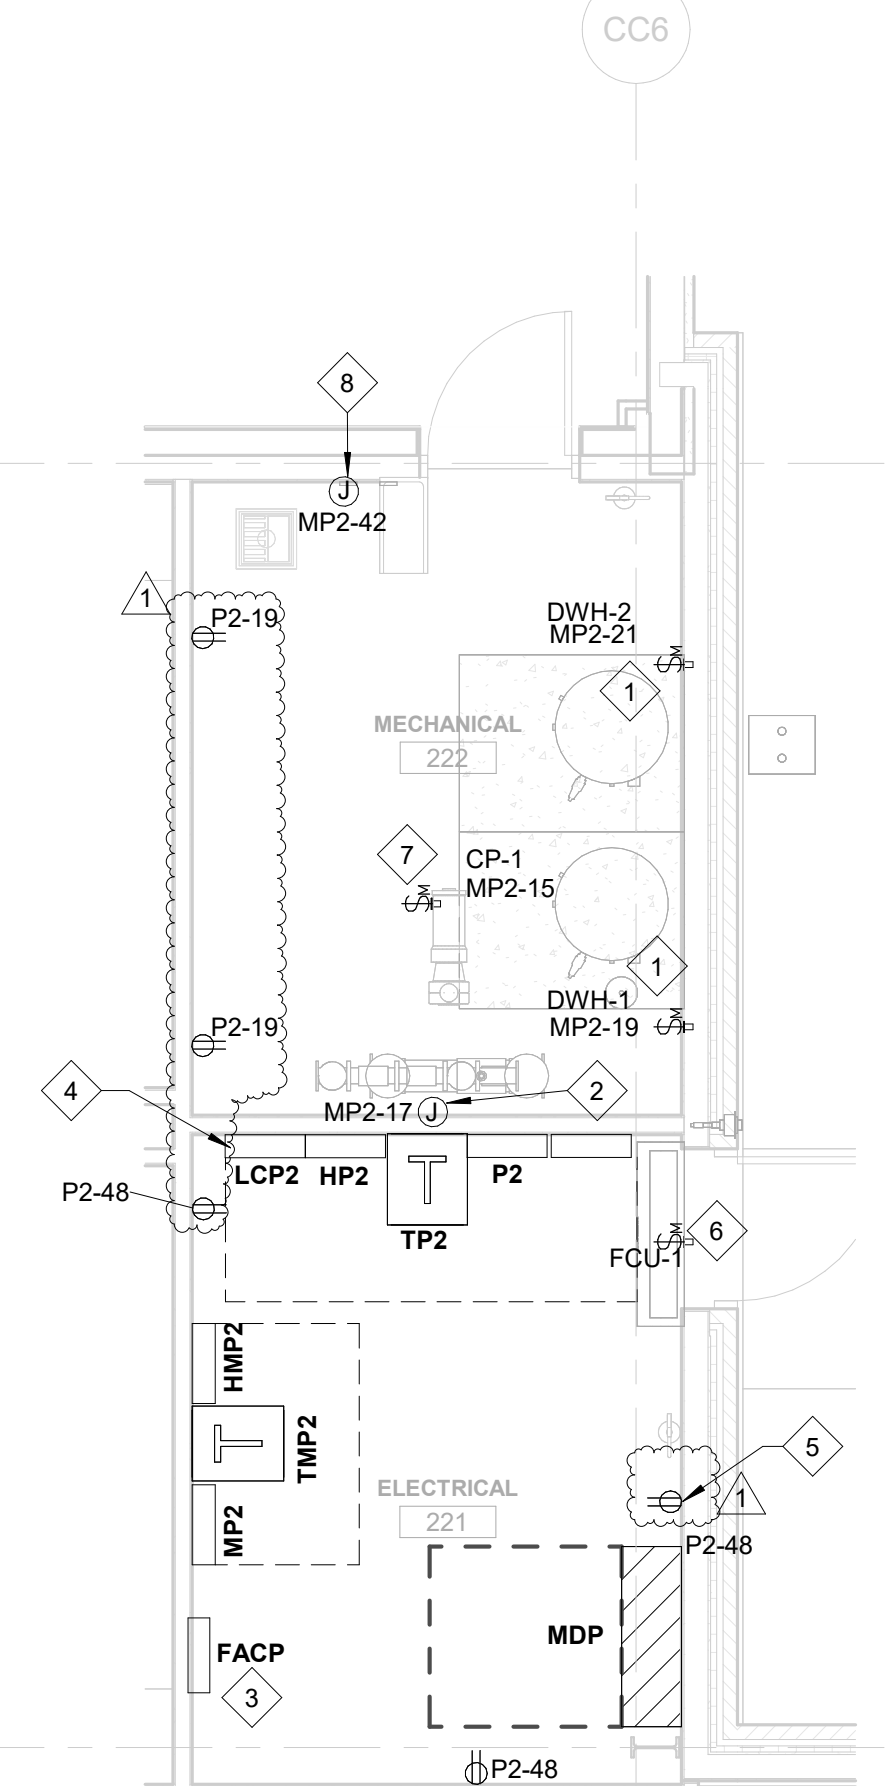 CC6
8
J
MP2-42
1
P2-19
DWH-2
MP2-21
1
MECHANICAL
222
7
M
CP-1
MP2-15
M
1
DWH-1
MP2-19
M
P2-19
4
2
MP2-17 J
LCP2
HP2
T
TP2
P2
P2-48
6
M
FCU-1
HMP2
T
TMP2
MP2
5
1
P2-48
ELECTRICAL
221
MDP
FACP
3
P2-48